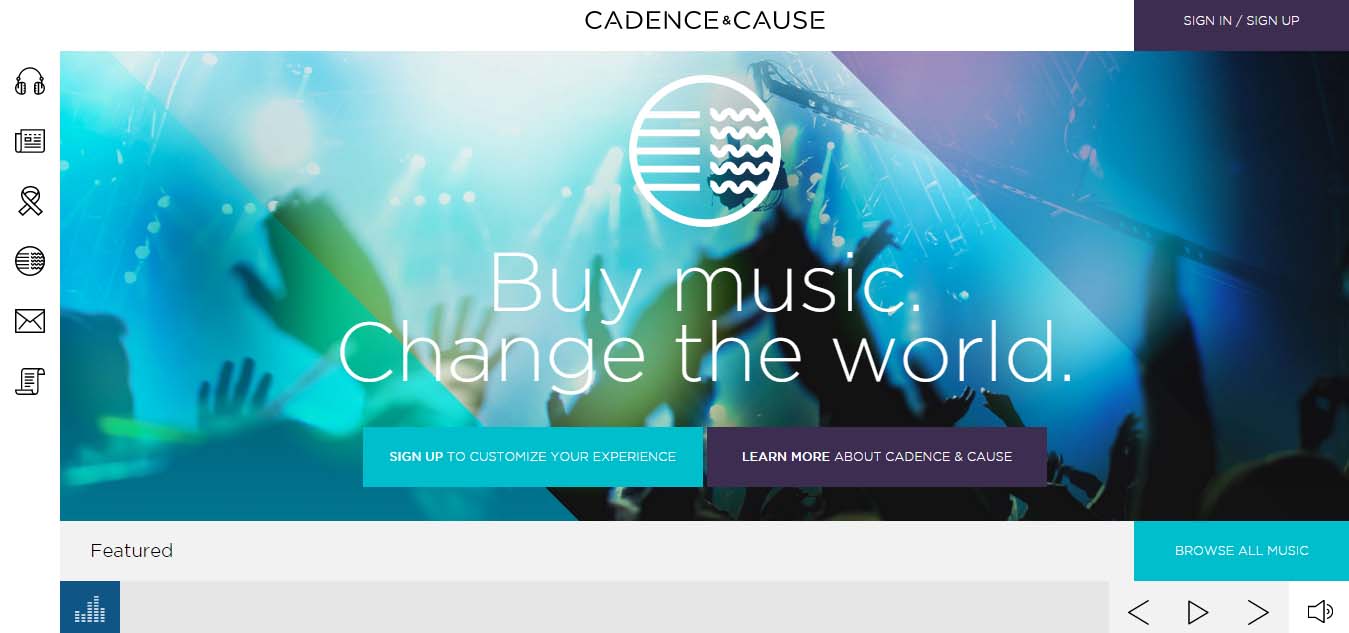 CADENCE&CAUSE
SIGN IN / SIGN UP
Buy music.
Change the world.
SIGN UP TO CUSTOMIZE YOUR EXPERIENCE
LEARN MORE ABOUT CADENCE & CAUSE
Featured
BROWSE ALL MUSIC